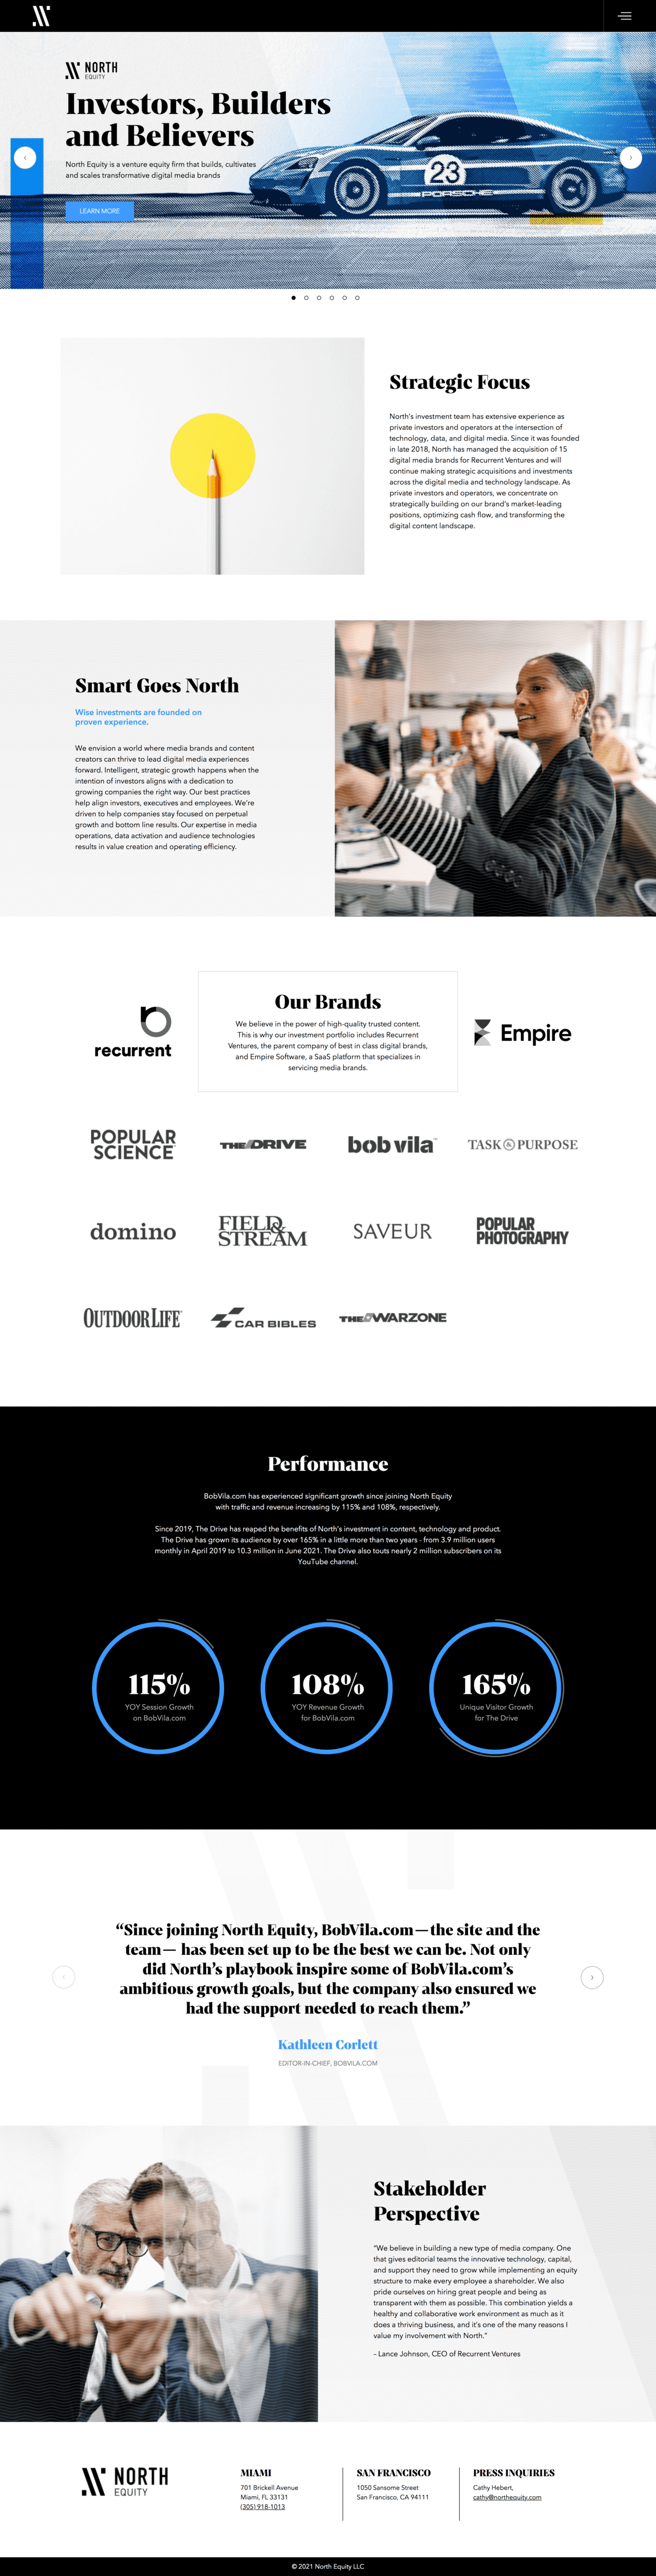 NORTH
EQUITY
Investors, Builders
and Believers
North Equity is a venture equity firm that builds, cultivates
and scales transformative digital media brands
LEARN MORE
23
PORSCHE
Strategic Focus
North's investment team has extensive experience as
private investors and operators at the intersection of
technology, data, and digital media. Since it was founded
in late 2018, North has managed the acquisition of 15
digital media brands for Recurrent Ventures and will
continue making strategic acquisitions and investments
across the digital media and technology landscape. As
private investors and operators, we concentrate on
strategically building on our brand's market-leading
positions, optimizing cash flow, and transforming the
digital content landscape.
Smart Goes North
Wise investments are founded on
proven experience.
We envision a world where media brands and content
creators can thrive to lead digital media experiences
forward. Intelligent, strategic growth happens when the
intention of investors aligns with a dedication to
growing companies the right way. Our best practices
help align investors, executives and employees. We're
driven to help companies stay focused on perpetual
growth and bottom line results. Our expertise in media
operations, data activation and audience technologies
results in value creation and operating efficiency.
recurrent
Our Brands
We believe in the power of high-quality trusted content.
This is why our investment portfolio includes Recurrent
Ventures, the parent company of best in class digital brands,
and Empire Software, a SaaS platform that specializes in
servicing media brands.
Empire
POPULAR
SCIENCE
THE DRIVE
bob vila
TASK & PURPOSE
domino
FIELD &
STREAM
SAVEUR
POPULAR
PHOTOGRAPHY
OUTDOOR LIFE
CAR BIBLES
THE WARZONE
Performance
BobVila.com has experienced significant growth since joining North Equity
with traffic and revenue increasing by 115% and 108%, respectively.
Since 2019, The Drive has reaped the benefits of North's investment in content, technology and product.
The Drive has grown its audience by over 165% in a little more than two years - from 3.9 million users
monthly in April 2019 to 10.3 million in June 2021. The Drive also touts nearly 2 million subscribers on its
YouTube channel.
115%
YOY Session Growth
on BobVila.com
108%
YOY Revenue Growth
for BobVila.com
165%
Unique Visitor Growth
for The Drive
“Since joining North Equity, BobVila.com—the site and the
team— has been set up to be the best we can be. Not only
did North’s playbook inspire some of BobVila.com’s
ambitious growth goals, but the company also ensured we
had the support needed to reach them.”
Kathleen Corlett
EDITOR-IN-CHIEF, BOBVILA.COM
Stakeholder
Perspective
"We believe in building a new type of media company. One
that gives editorial teams the innovative technology, capital,
and support they need to grow while implementing an equity
structure to make every employee a shareholder. We also
pride ourselves on hiring great people and being as
transparent with them as possible. This combination yields a
healthy and collaborative work environment as much as it
does a thriving business, and it's one of the many reasons I
value my involvement with North."
- Lance Johnson, CEO of Recurrent Ventures
NORTH
EQUITY
MIAMI
701 Brickell Avenue
Miami, FL 33131
(305) 918-1013
SAN FRANCISCO
1050 Sansome Street
San Francisco, CA 94111
PRESS INQUIRIES
Cathy Hebert,
cathy@northequity.com
© 2021 North Equity LLC